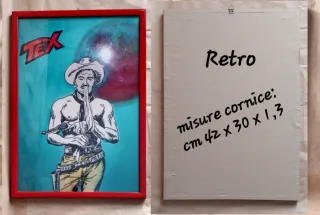 TEX
Retro
misure cornice:
cm 42 x 30 x 1,3